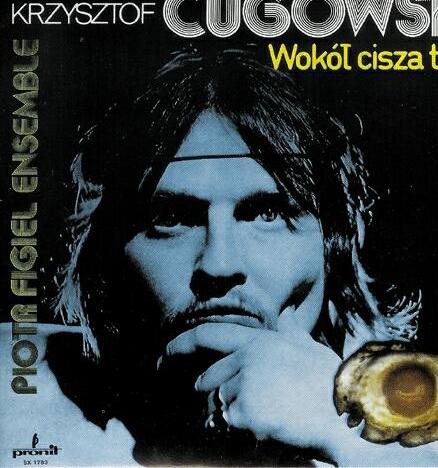 KRZYSZTOF CUGOWS
Wokół cisza t
PIOTR FIGIEL ENSEMBLE
pronit
SX 1783